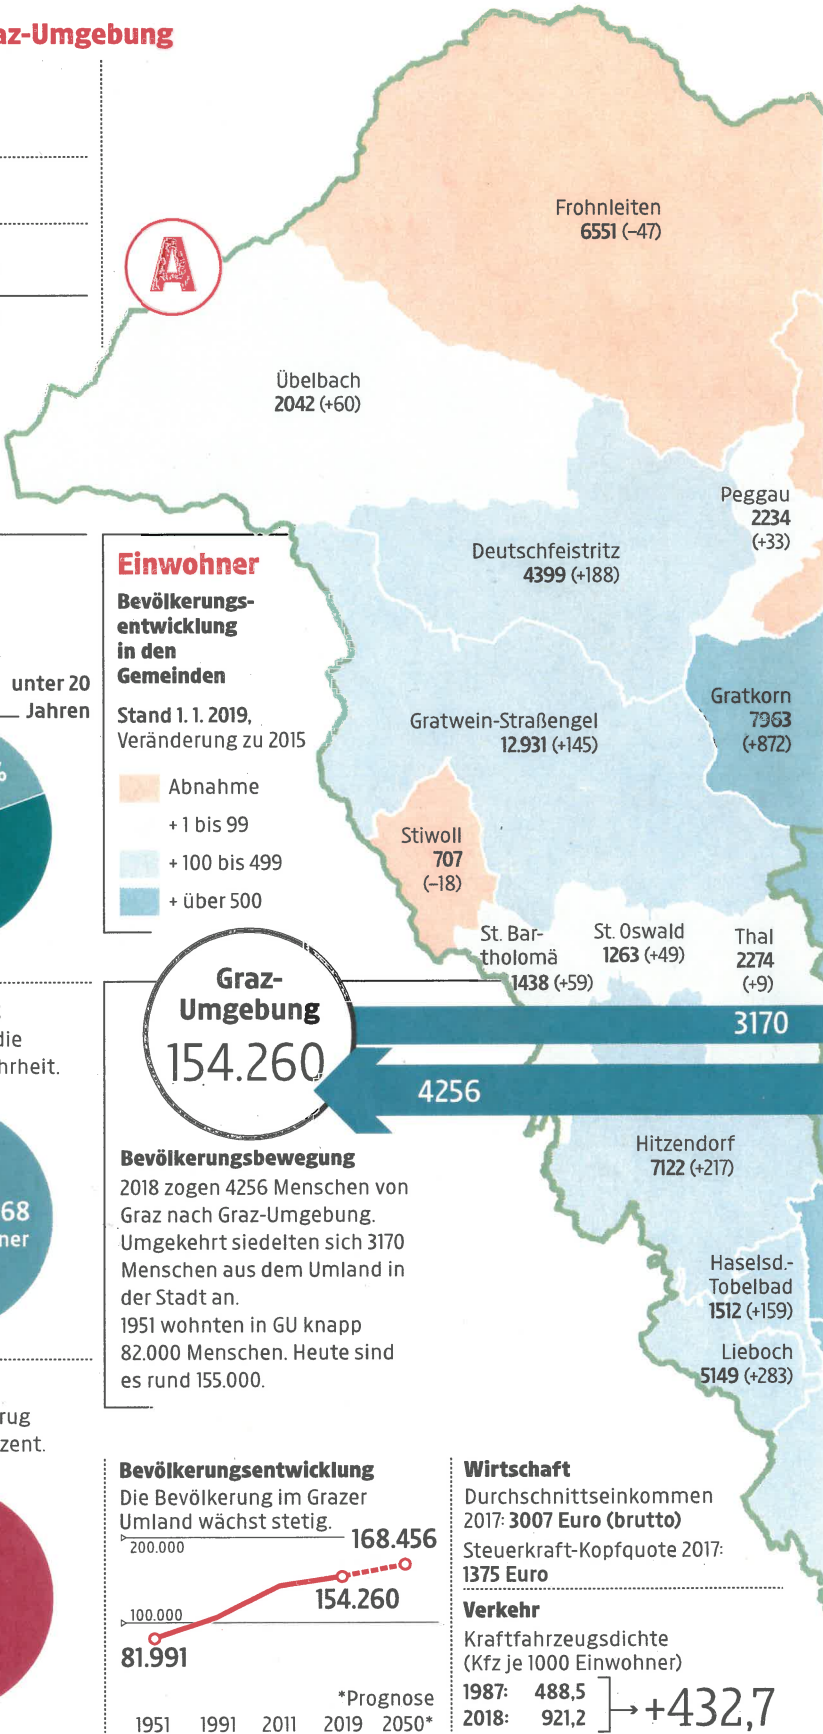 az-Umgebung
A
Frohnleiten
6551 (–47)
Übelbach
2042 (+60)
Peggau
2234
(+33)
Deutschfeistritz
4399 (+188)
Gratkorn
7963
(+872)
Gratwein-Straßengel
12.931 (+145)
Stiwoll
707
(–18)
St. Bar-
tholomä
1438 (+59)
St. Oswald
1263 (+49)
Thal
2274
(+9)
Einwohner
Bevölkerungs-
entwicklung
in den
Gemeinden
Stand 1. 1. 2019,
Veränderung zu 2015
Abnahme
+ 1 bis 99
+ 100 bis 499
+ über 500
unter 20
Jahren
%
die
hrheit.
68
ner
rug
zent.
Graz-
Umgebung
154.260
3170
4256
Hitzendorf
7122 (+217)
Haselsd.-
Tobelbad
1512 (+159)
Lieboch
5149 (+283)
Bevölkerungsbewegung
2018 zogen 4256 Menschen von
Graz nach Graz-Umgebung.
Umgekehrt siedelten sich 3170
Menschen aus dem Umland in
der Stadt an.
1951 wohnten in GU knapp
82.000 Menschen. Heute sind
es rund 155.000.
Bevölkerungsentwicklung
Die Bevölkerung im Grazer
Umland wächst stetig.
200.000
168.456
154.260
100.000
81.991
*Prognose
1951 1991 2011 2019 2050*
Wirtschaft
Durchschnittseinkommen
2017: 3007 Euro (brutto)
Steuerkraft-Kopfquote 2017:
1375 Euro
Verkehr
Kraftfahrzeugsdichte
(Kfz je 1000 Einwohner)
1987: 488,5
2018: 921,2
→ +432,7